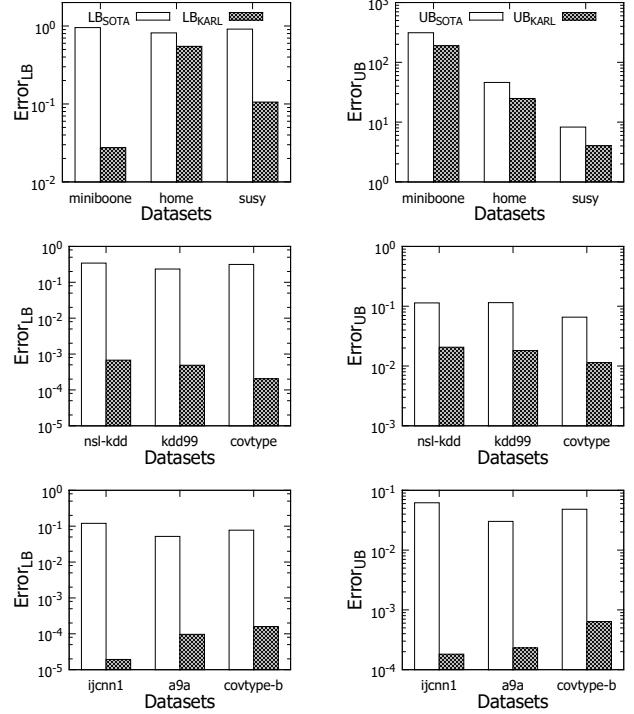 LB_SOTA LB_KARL
10^0
10^-1
10^-2
Error_LB
miniboone home susy
Datasets
UB_SOTA UB_KARL
10^3
10^2
10^1
10^0
Error_UB
miniboone home susy
Datasets
10^0
10^-1
10^-2
10^-3
10^-4
10^-5
Error_LB
nsl-kdd kdd99 covtype
Datasets
10^0
10^-1
10^-2
10^-3
Error_UB
nsl-kdd kdd99 covtype
Datasets
10^0
10^-1
10^-2
10^-3
10^-4
10^-5
Error_LB
ijcnn1 a9a covtype-b
Datasets
10^-1
10^-2
10^-3
10^-4
Error_UB
ijcnn1 a9a covtype-b
Datasets